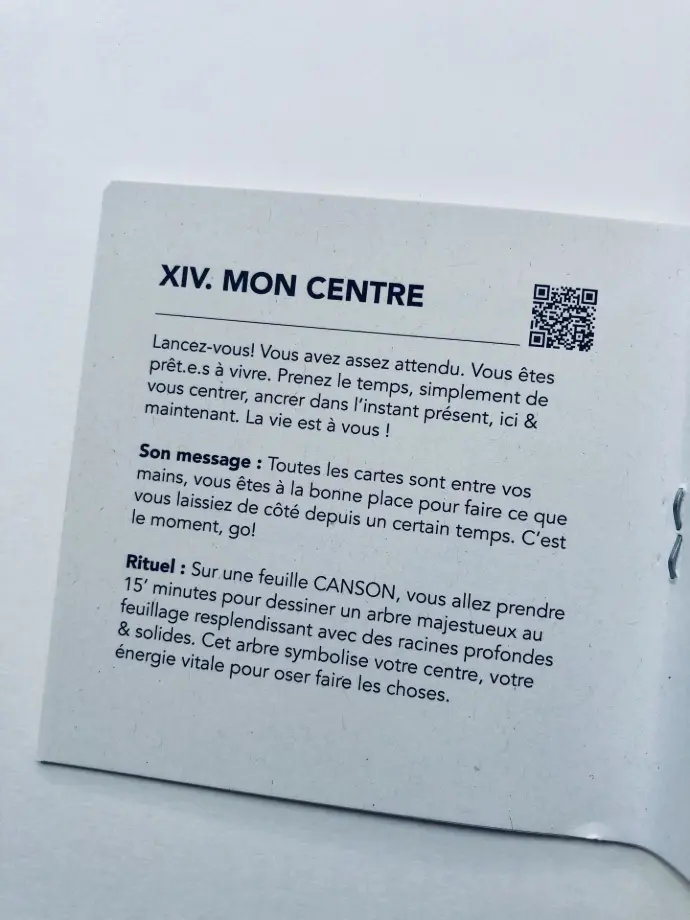 XIV. MON CENTRE
Lancez-vous! Vous avez assez attendu. Vous êtes
prêt.e.s à vivre. Prenez le temps, simplement de
vous centrer, ancrer dans l'instant présent, ici &
maintenant. La vie est à vous !
Son message : Toutes les cartes sont entre vos
mains, vous êtes à la bonne place pour faire ce que
vous laissiez de côté depuis un certain temps. C'est
le moment, go!
Rituel : Sur une feuille CANSON, vous allez prendre
15' minutes pour dessiner un arbre majestueux au
feuillage resplendissant avec des racines profondes
& solides. Cet arbre symbolise votre centre, votre
énergie vitale pour oser faire les choses.